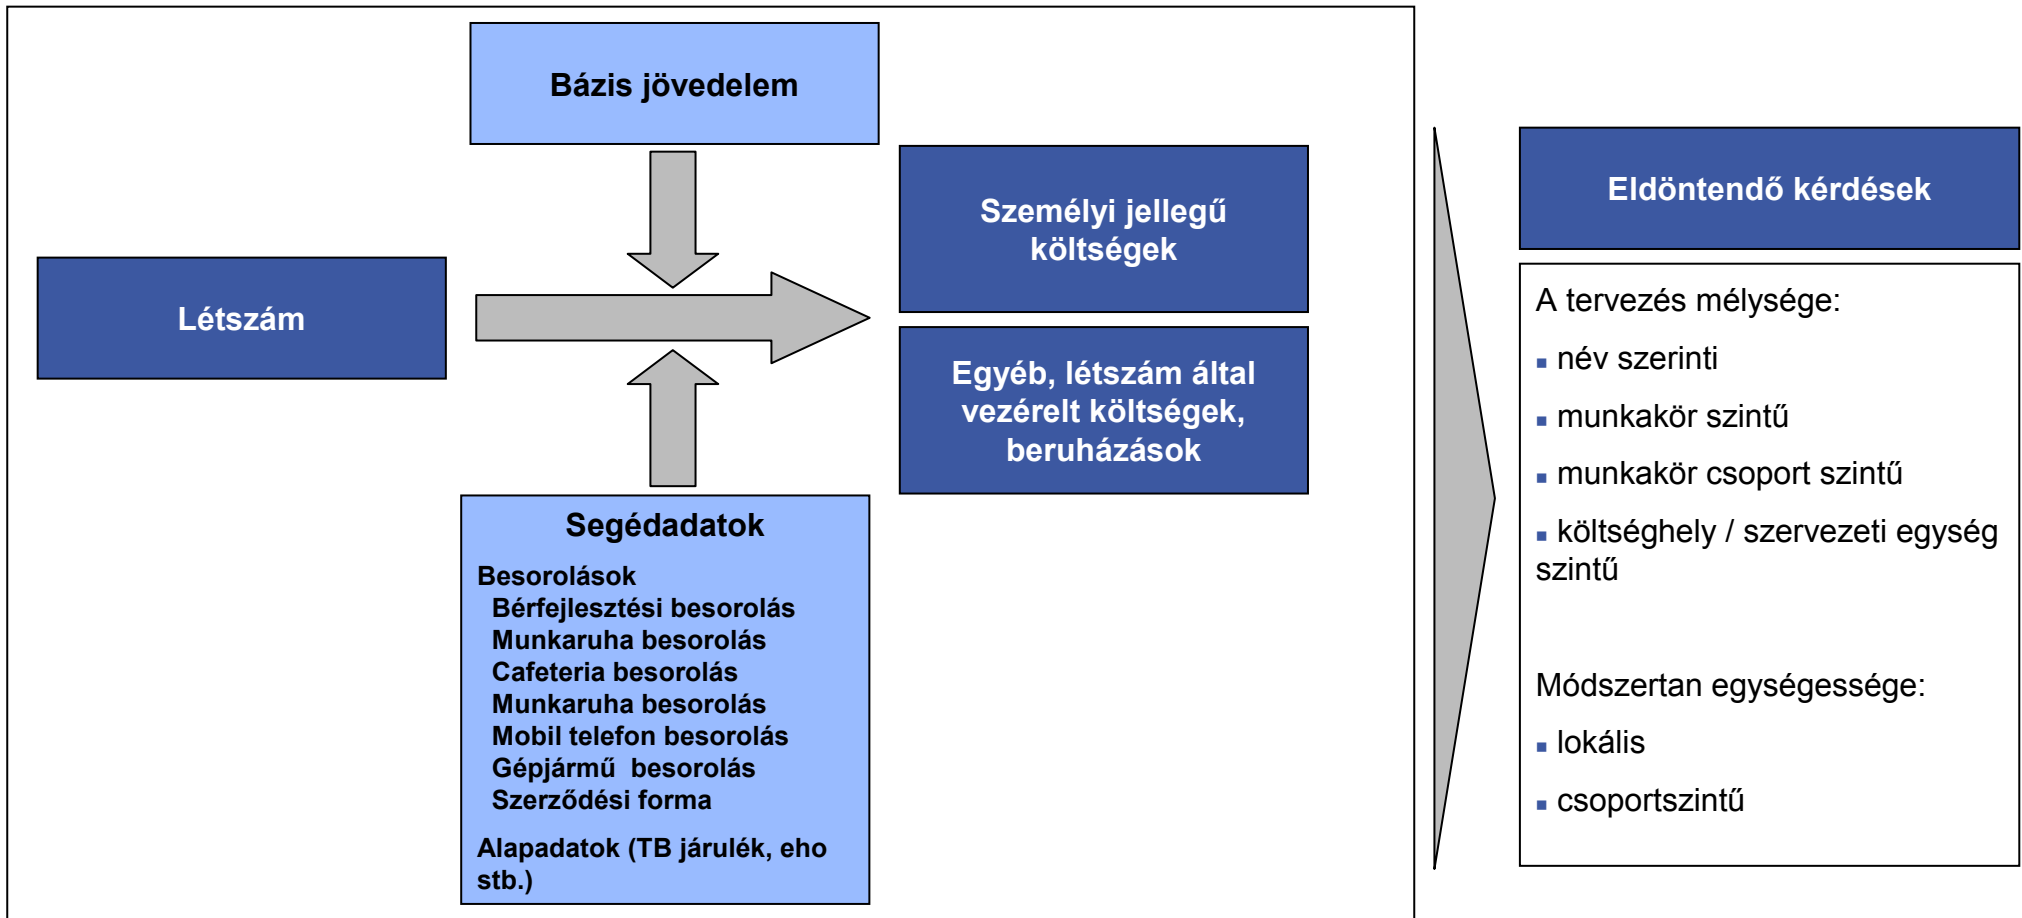 Bázis jövedelem
Létszám
Személyi jellegű
költségek
Egyéb, létszám által
vezérelt költségek,
beruházások
Segédadatok
Besorolások
Bérfejlesztési besorolás
Munkaruha besorolás
Cafeteria besorolás
Munkaruha besorolás
Mobil telefon besorolás
Gépjármű  besorolás
Szerződési forma
Alapadatok (TB járulék, eho
stb.)
Eldöntendő kérdések
A tervezés mélysége:
▪ név szerinti
▪ munkakör szintű
▪ munkakör csoport szintű
▪ költséghely / szervezeti egység
szintű
Módszertan egységessége:
▪ lokális
▪ csoportszintű